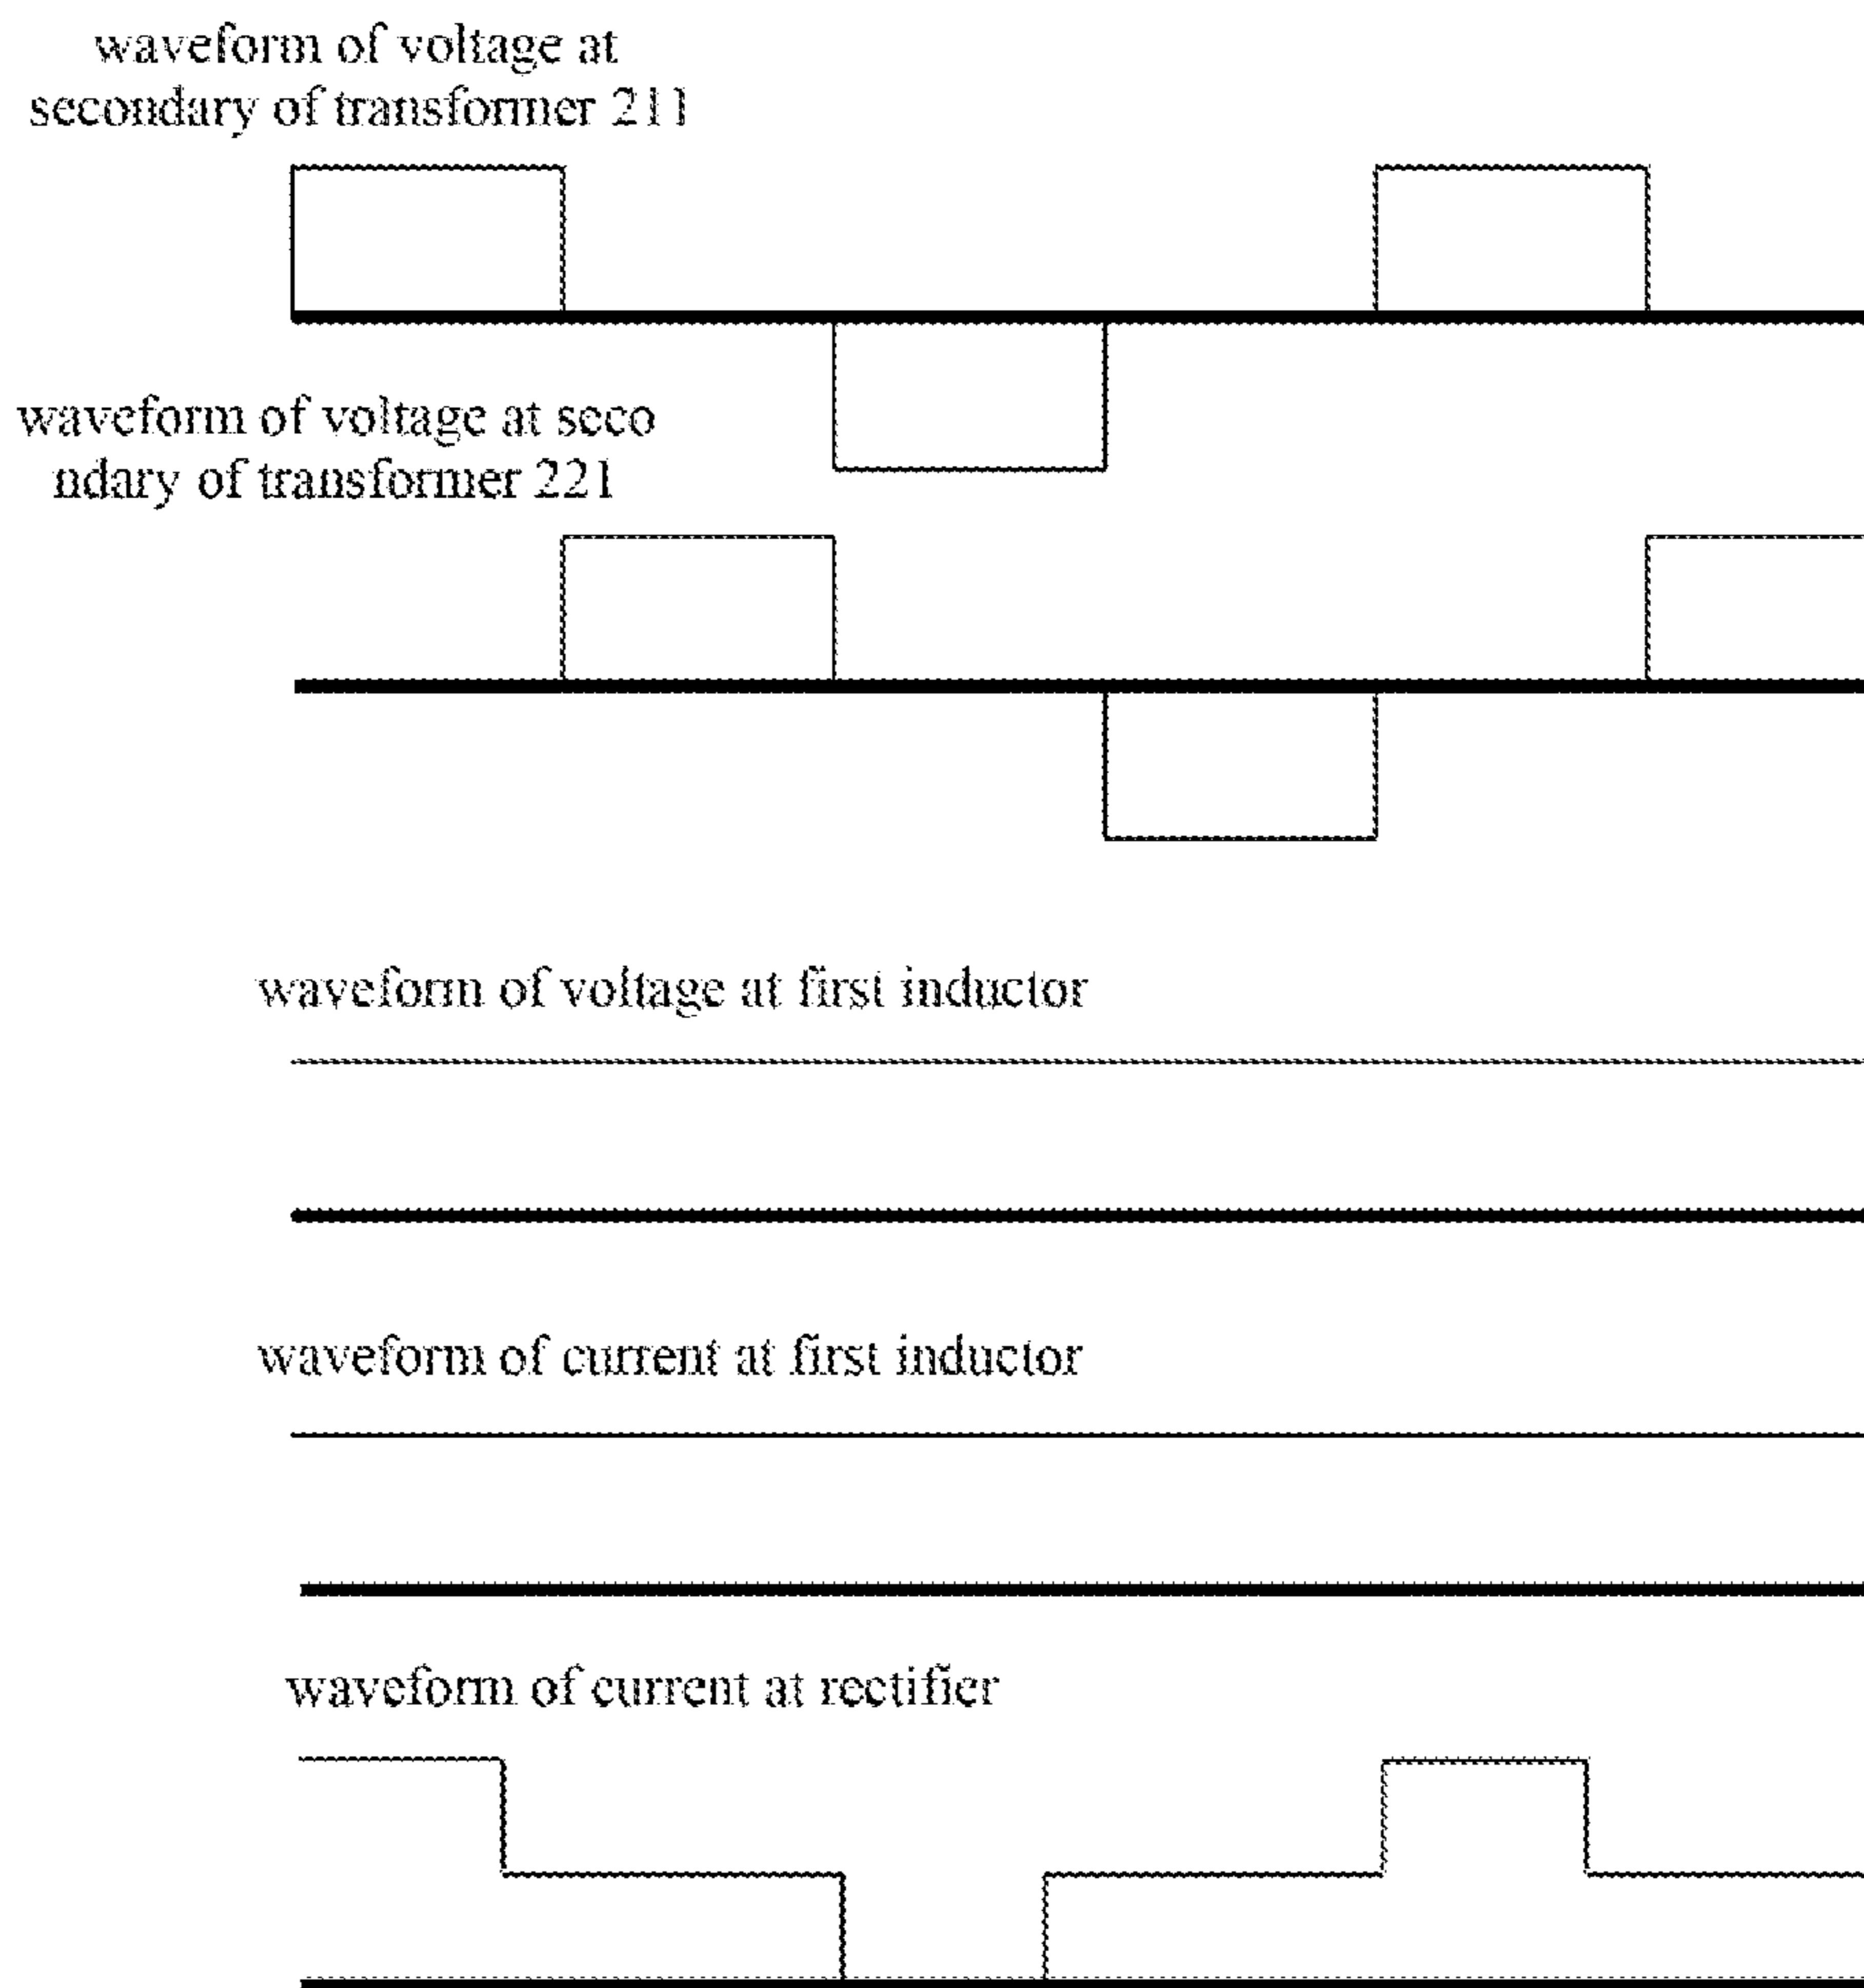 waveform of voltage at
secondary of transformer 211
waveform of voltage at seco
ndary of transformer 221
waveform of voltage at first inductor
waveform of current at first inductor
waveform of current at rectifier